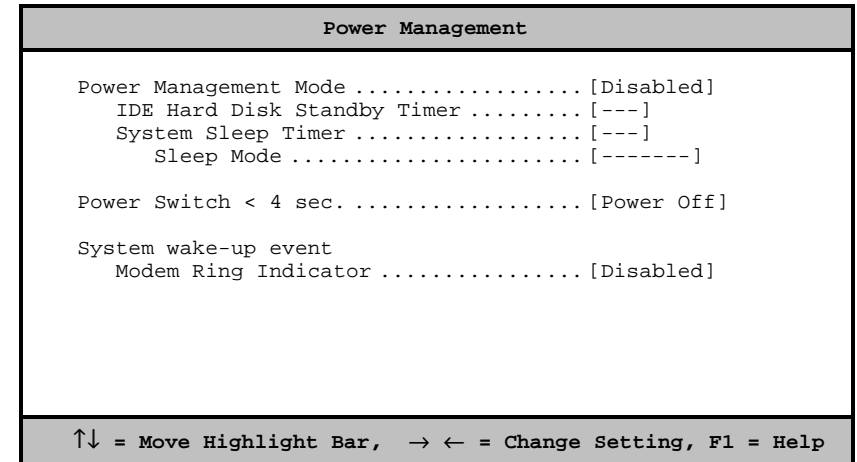 Power Management
Power Management Mode ..................[Disabled]
IDE Hard Disk Standby Timer .........[---]
System Sleep Timer ..................[---]
Sleep Mode .......................[-------]
Power Switch < 4 sec. ..................[Power Off]
System wake-up event
Modem Ring Indicator ................[Disabled]
↑↓ = Move Highlight Bar, → ← = Change Setting, F1 = Help